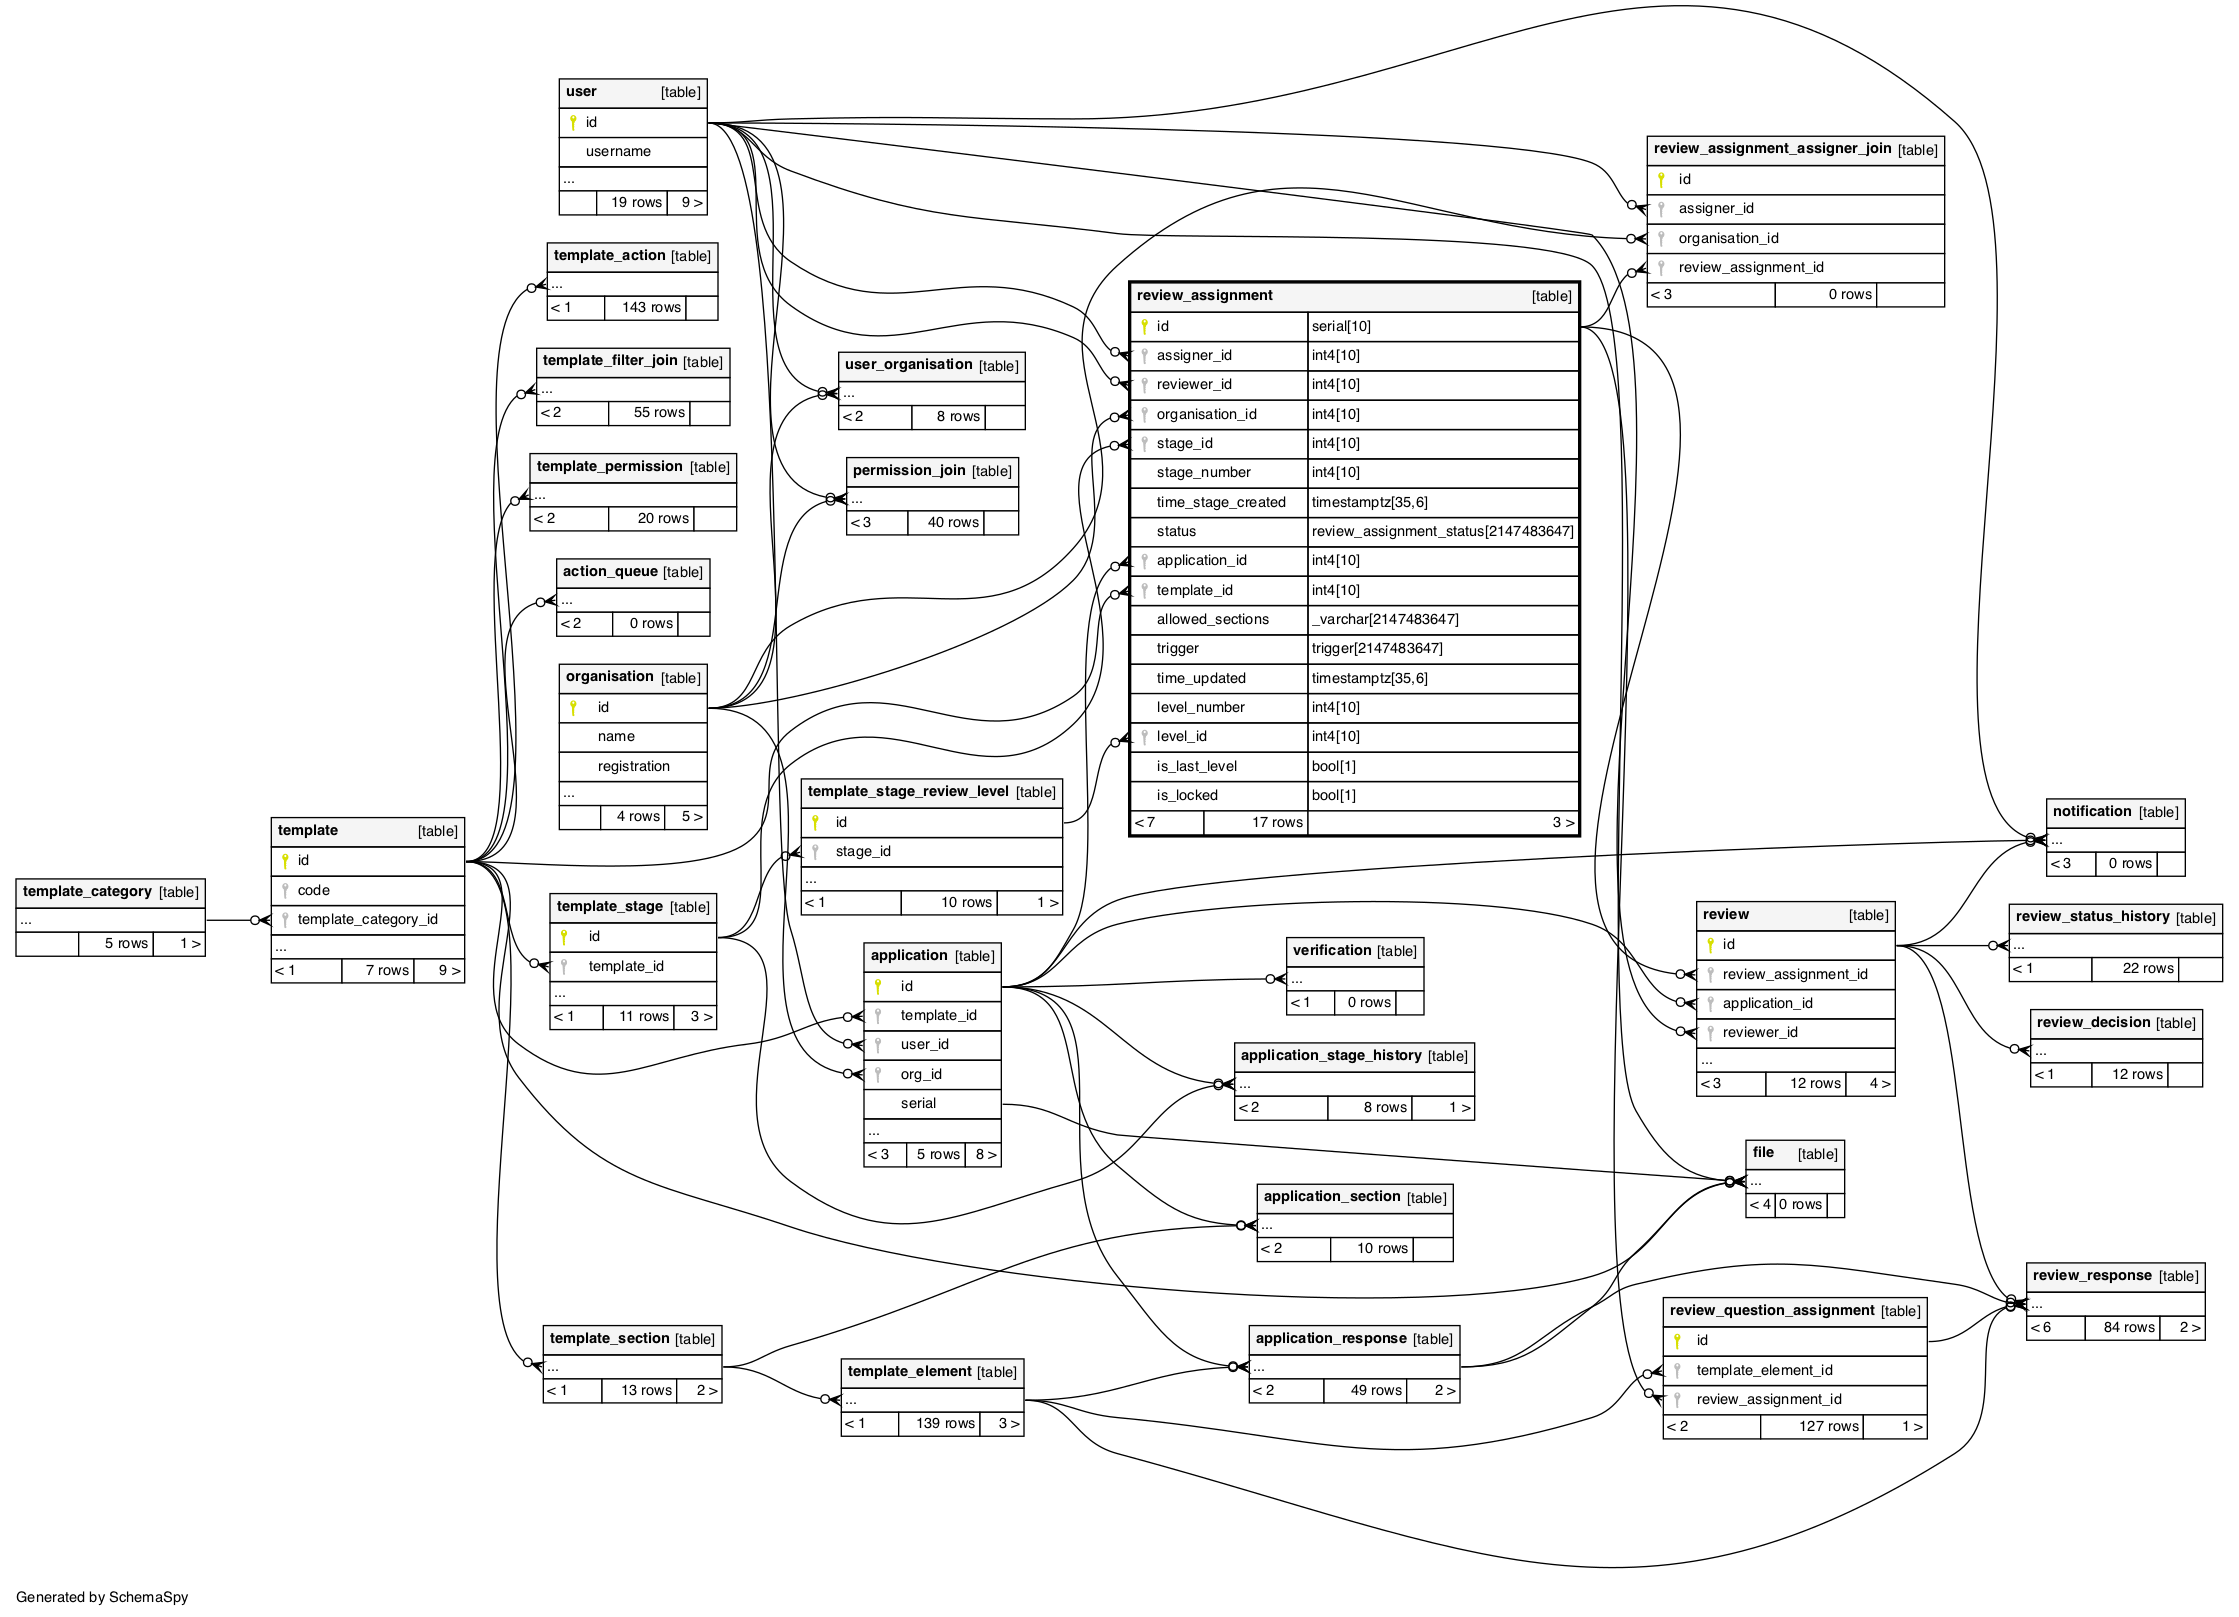 user [table]
id
username
...
19 rows 9 >
template_action [table]
...
< 1 143 rows
template_filter_join [table]
...
< 2 55 rows
template_permission [table]
...
< 2 20 rows
action_queue [table]
...
< 2 0 rows
organisation [table]
id
name
registration
...
4 rows 5 >
template [table]
id
code
template_category_id
...
< 1 7 rows 9 >
template_category [table]
...
5 rows 1 >
template_stage [table]
id
template_id
...
< 1 11 rows 3 >
template_section [table]
...
< 1 13 rows 2 >
user_organisation [table]
...
< 2 8 rows
permission_join [table]
...
< 3 40 rows
template_stage_review_level [table]
id
stage_id
...
< 1 10 rows 1 >
application [table]
id
template_id
user_id
org_id
serial
...
< 3 5 rows 8 >
template_element [table]
...
< 1 139 rows 3 >
review_assignment [table]
id serial[10]
assigner_id int4[10]
reviewer_id int4[10]
organisation_id int4[10]
stage_id int4[10]
stage_number int4[10]
time_stage_created timestamptz[35,6]
status review_assignment_status[2147483647]
application_id int4[10]
template_id int4[10]
allowed_sections _varchar[2147483647]
trigger trigger[2147483647]
time_updated timestamptz[35,6]
level_number int4[10]
level_id int4[10]
is_last_level bool[1]
is_locked bool[1]
< 7 17 rows 3 >
verification [table]
...
< 1 0 rows
application_stage_history [table]
...
< 2 8 rows 1 >
application_section [table]
...
< 2 10 rows
application_response [table]
...
< 2 49 rows 2 >
review_assignment_assigner_join [table]
id
assigner_id
organisation_id
review_assignment_id
< 3 0 rows
review [table]
id
review_assignment_id
application_id
reviewer_id
...
< 3 12 rows 4 >
file [table]
...
< 4 0 rows
review_question_assignment [table]
id
template_element_id
review_assignment_id
< 2 127 rows 1 >
notification [table]
...
< 3 0 rows
review_status_history [table]
...
< 1 22 rows
review_decision [table]
...
< 1 12 rows
review_response [table]
...
< 6 84 rows 2 >
Generated by SchemaSpy